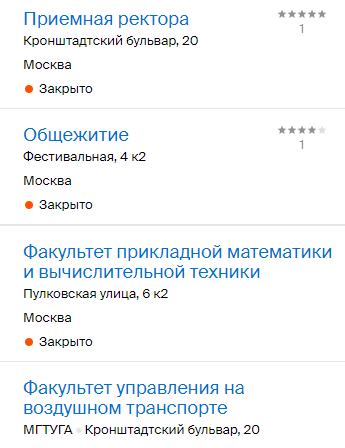 Приемная ректора
Кронштадтский бульвар, 20
1
Москва
Закрыто
Общежитие
Фестивальная, 4 к2
1
Москва
Закрыто
Факультет прикладной математики
и вычислительной техники
Пулковская улица, 6 к2
Москва
Закрыто
Факультет управления на
воздушном транспорте
МГТУГА • Кронштадтский бульвар, 20